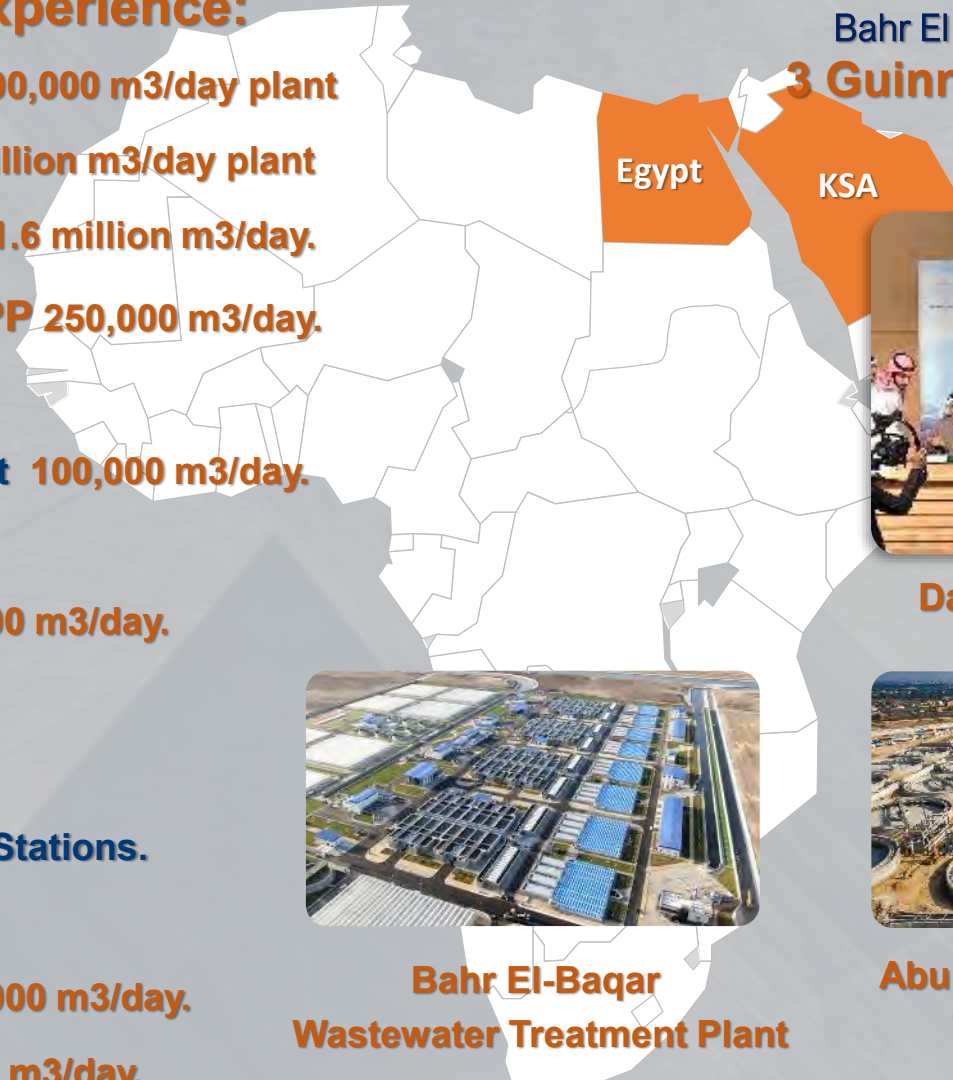 xperience:
Bahr El
00,000 m3/day plant
3 Guinn
llion m3/day plant
Egypt
KSA
1.6 million m3/day.
PP 250,000 m3/day.
t 100,000 m3/day.
Da
00 m3/day.
Stations.
Bahr El-Baqar
Wastewater Treatment Plant
Abu
000 m3/day.
m3/day.